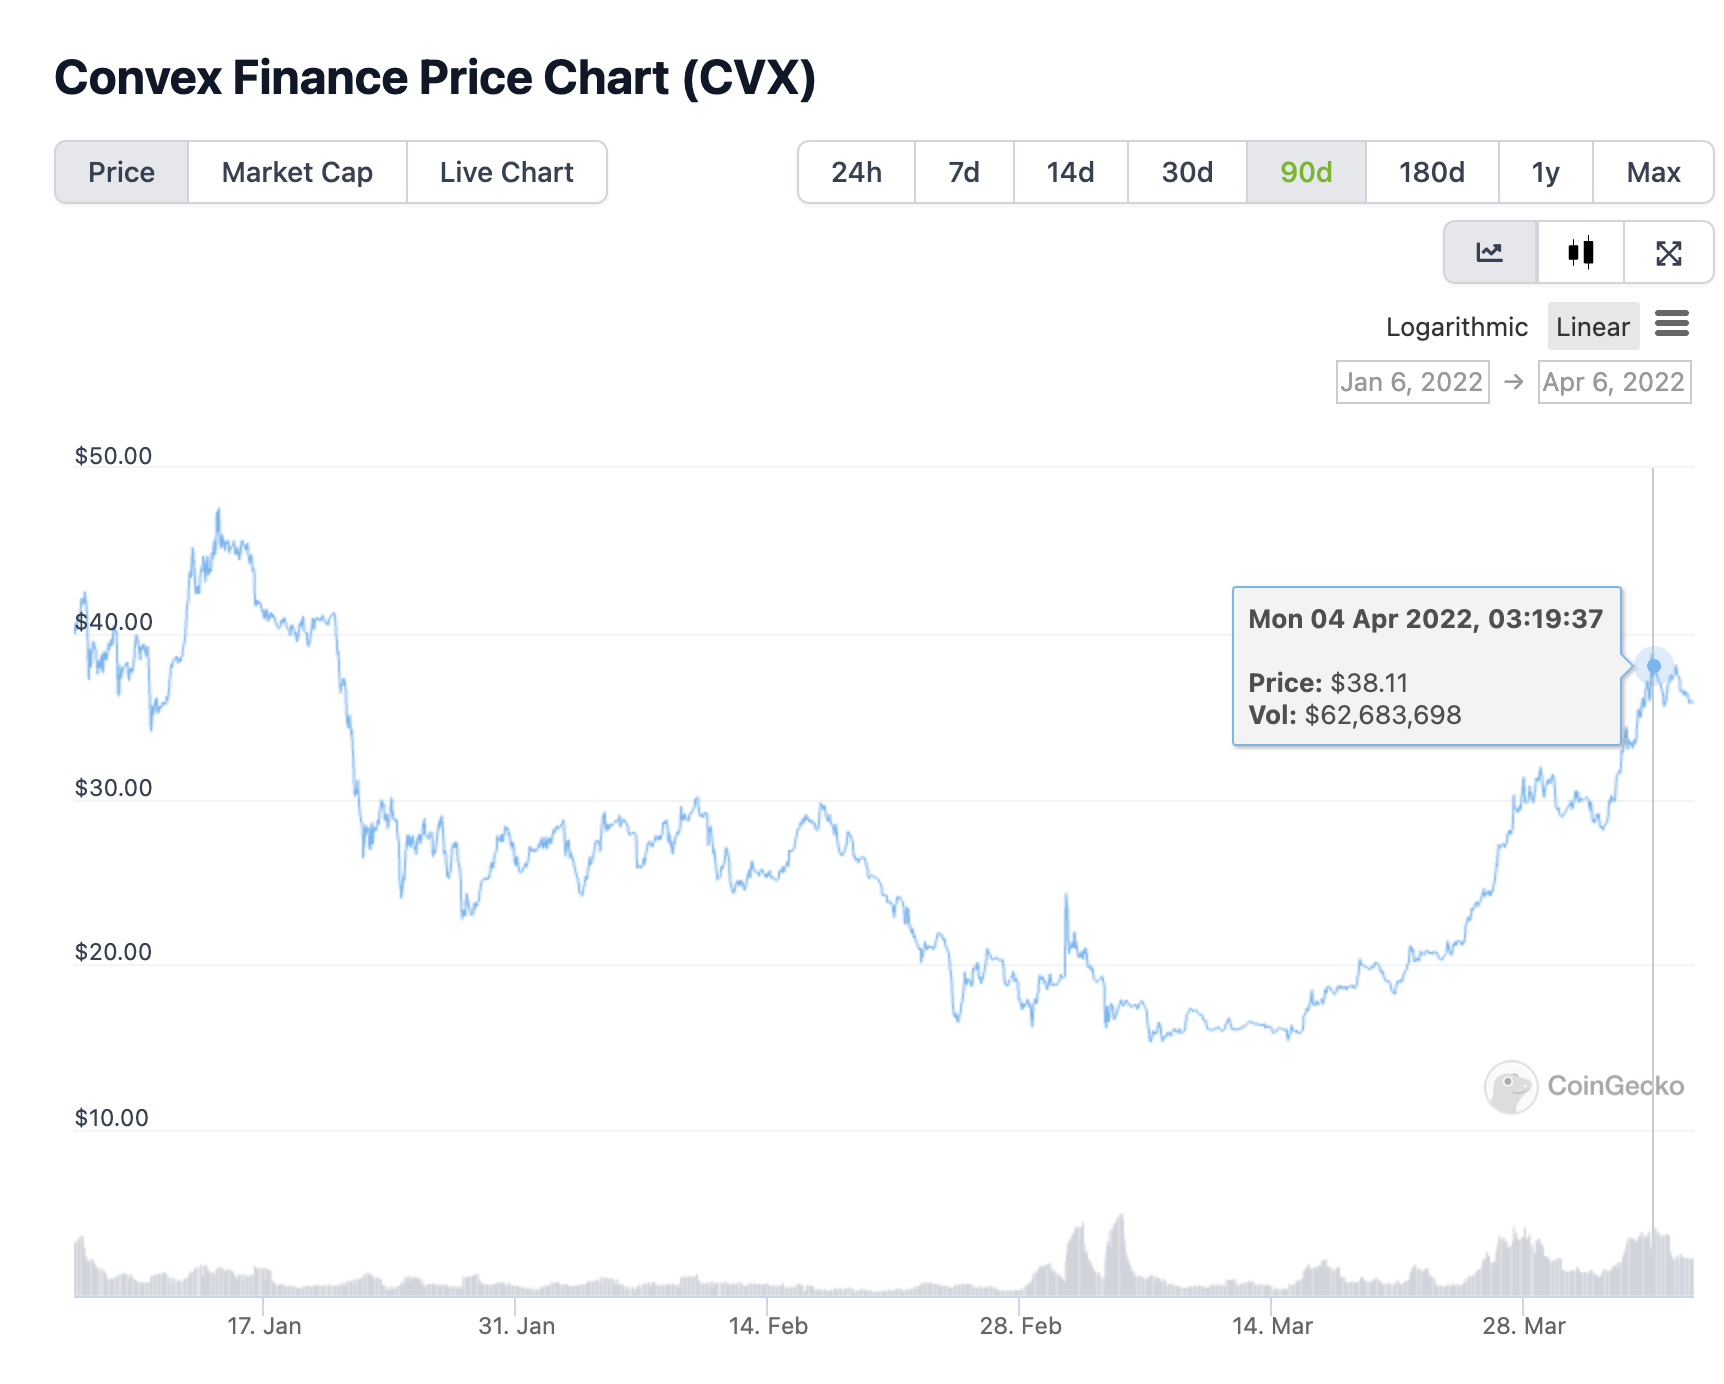 Convex Finance Price Chart (CVX)
Price Market Cap Live Chart 24h 7d 14d 30d 90d 180d 1y Max
Logarithmic Linear
Jan 6, 2022 → Apr 6, 2022
$50.00
$40.00
Mon 04 Apr 2022, 03:19:37
Price: $38.11
Vol: $62,683,698
$30.00
$20.00
CoinGecko
$10.00
17. Jan 31. Jan 14. Feb 28. Feb 14. Mar 28. Mar